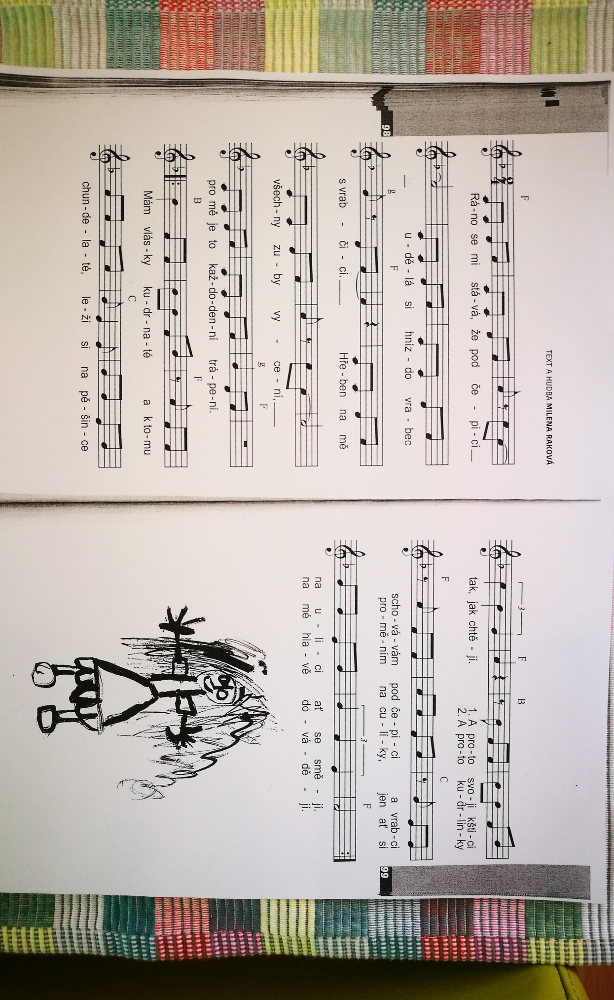 98
TEXT A HUDBA MILENA RAKOVÁ
F
Rá - no se mi stá - vá, že pod če - pi - cí
u - dě - lá si hníz - do vra - bec
g F
s vrab - či - cí. Hře - ben na mě
všech - ny zu - by vy - ce - ní,
g F
pro mě je to kaž - do - den - ní trá - pe - ní.
B F
Mám vlás - ky ku - dr - na - té a k to - mu
C
chun - de - la - té, le - ží si na pě - šin - ce
3 F B
tak, jak chtě - jí. 1. A pro - to svo - ji kšti - ci
2. A pro - to ku - dr - lin - ky
F C
scho - vá - vám pod če - pi - ci a vrab - ci
pro - mě - ním na cu - lí - ky, jen ať si
3 F
na u - li - ci ať se smě - jí.
na mé hla - vě do - vá - dě - jí.
99